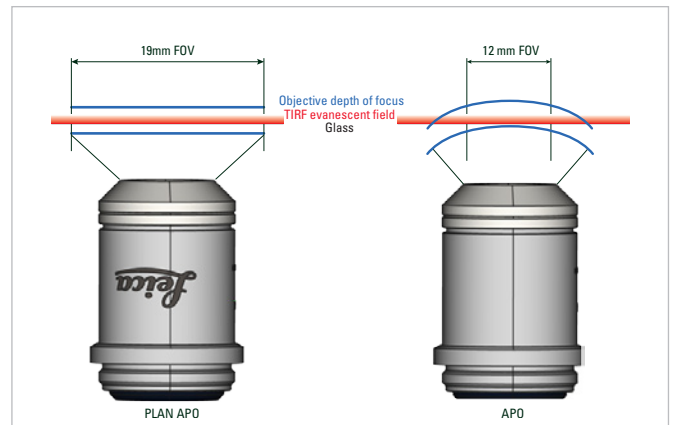 19mm FOV
12 mm FOV
Objective depth of focus
TIRF evanescent field
Glass
Leica
PLAN APO
APO